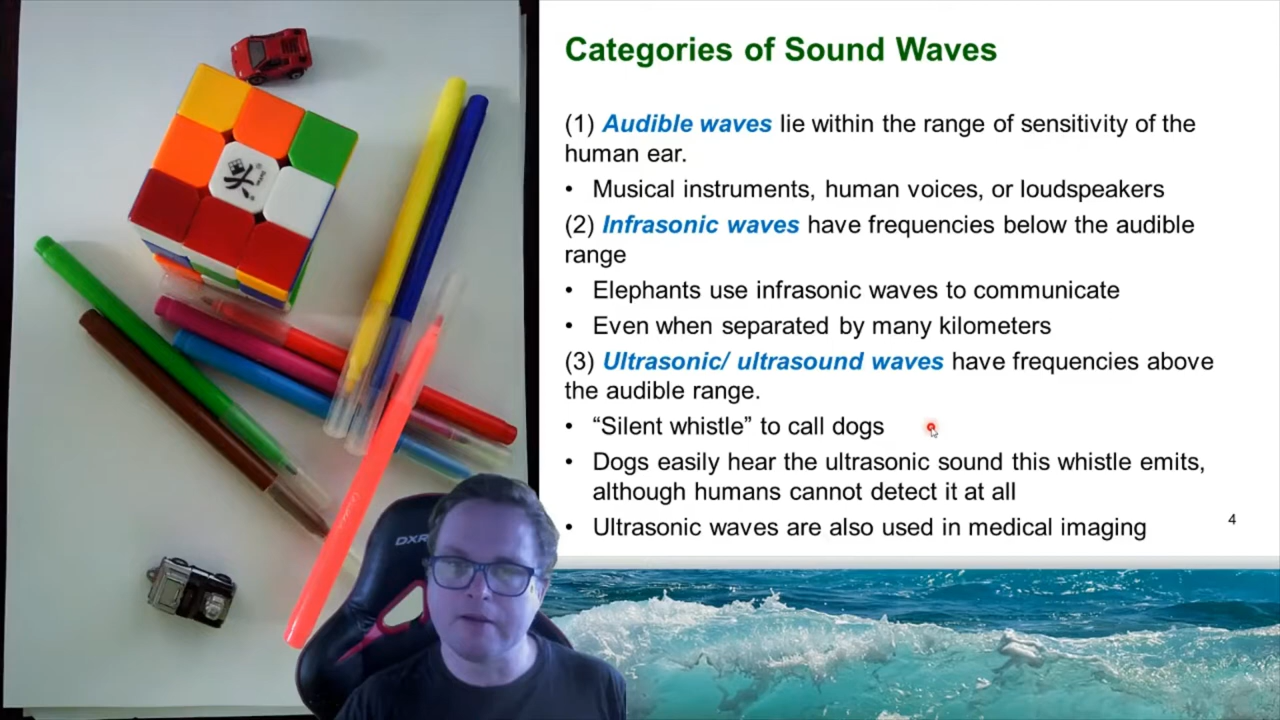 Categories of Sound Waves
(1) Audible waves lie within the range of sensitivity of the
human ear.
• Musical instruments, human voices, or loudspeakers
(2) Infrasonic waves have frequencies below the audible
range
• Elephants use infrasonic waves to communicate
• Even when separated by many kilometers
(3) Ultrasonic/ ultrasound waves have frequencies above
the audible range.
• “Silent whistle” to call dogs
• Dogs easily hear the ultrasonic sound this whistle emits,
although humans cannot detect it at all
4
• Ultrasonic waves are also used in medical imaging
DXR